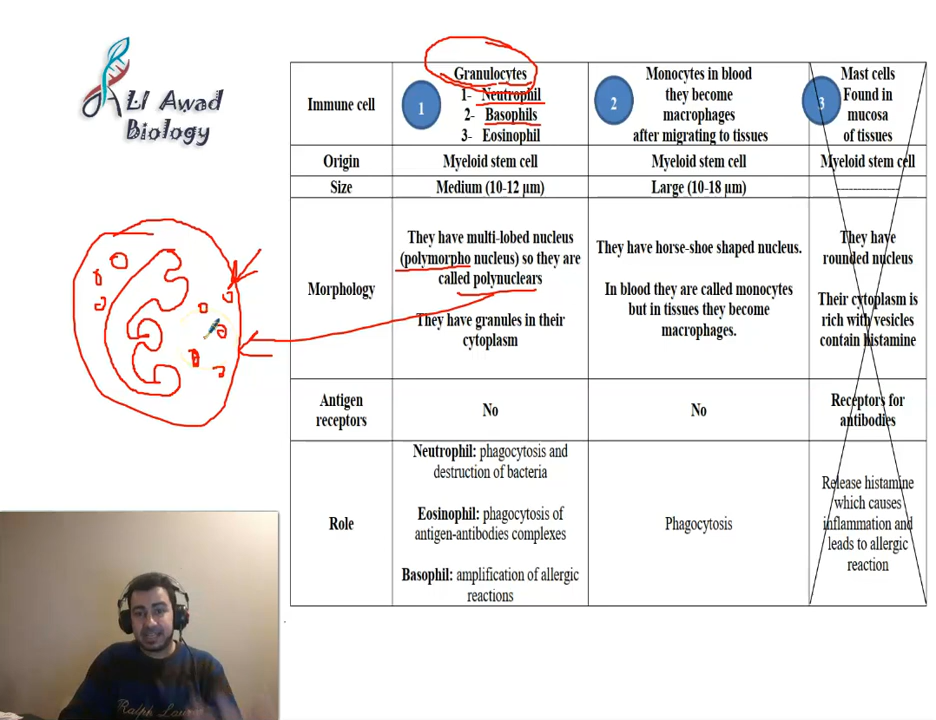 ALI Awad
Biology
Immune cell
1
Granulocytes
1- Neutrophil
2- Basophils
3- Eosinophil
2
Monocytes in blood
they become
macrophages
after migrating to tissues
3
Mast cells
Found in
mucosa
of tissues
Origin
Myeloid stem cell
Myeloid stem cell
Myeloid stem cell
Size
Medium (10-12 µm)
Large (10-18 µm)
---------------
Morphology
They have multi-lobed nucleus
(polymorpho nucleus) so they are
called polynuclears
They have granules in their
cytoplasm
They have horse-shoe shaped nucleus.
In blood they are called monocytes
but in tissues they become
macrophages.
They have
rounded nucleus
Their cytoplasm is
rich with vesicles
contain histamine
Antigen
receptors
No
No
Receptors for
antibodies
Role
Neutrophil: phagocytosis and
destruction of bacteria
Eosinophil: phagocytosis of
antigen-antibodies complexes
Basophil: amplification of allergic
reactions
Phagocytosis
Release histamine
which causes
inflammation and
leads to allergic
reaction
Ralph Lauren